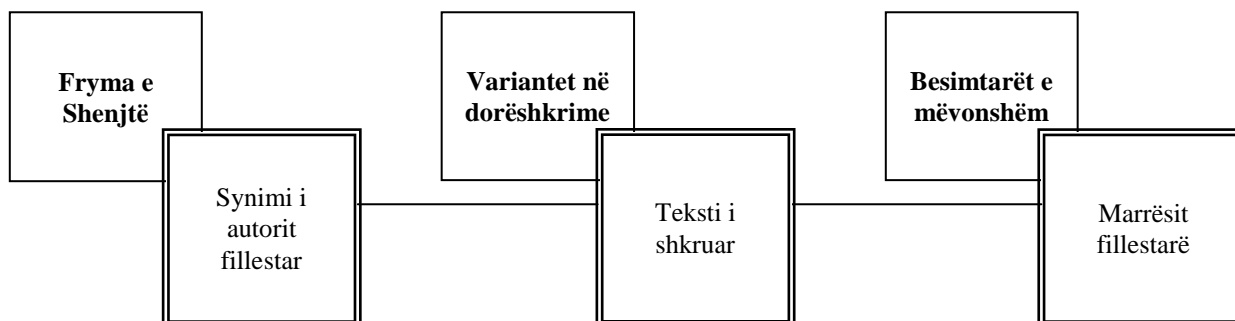 Fryma e
Shenjtë
Synimi i
autorit
fillestar
Variantet në
dorëshkrime
Teksti i
shkruar
Besimtarët e
mëvonshëm
Marrësit
fillestarë